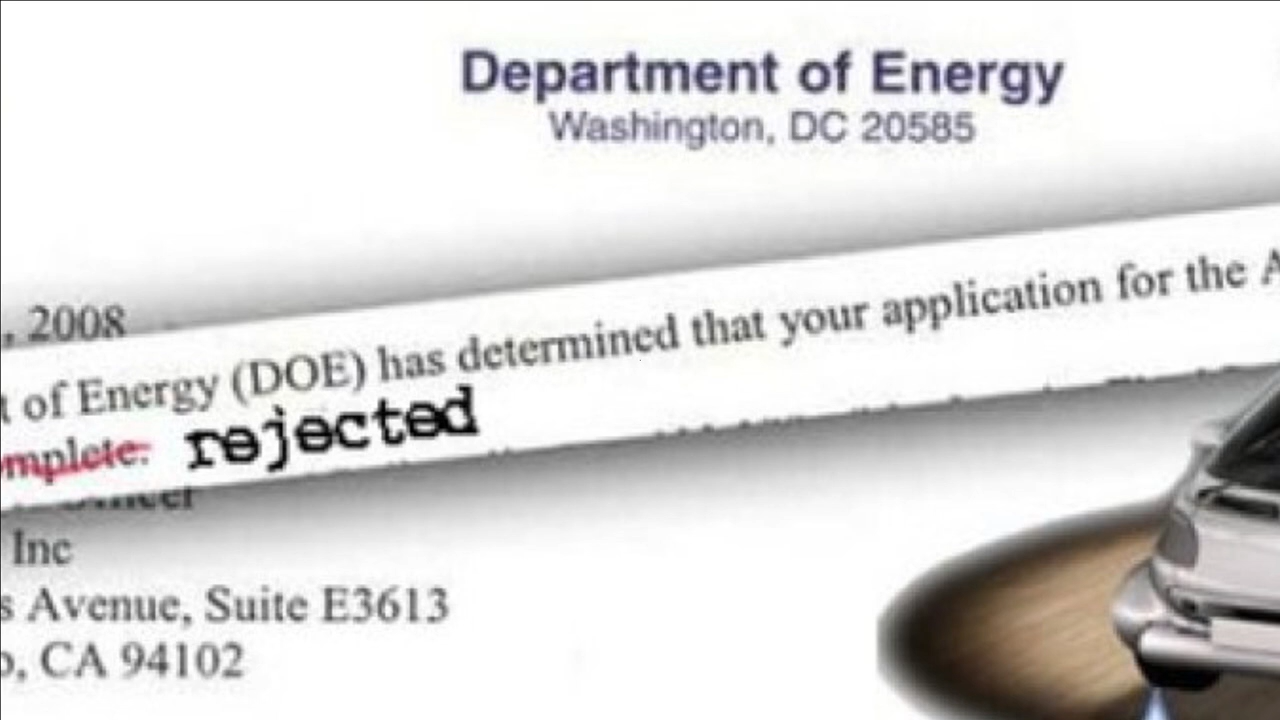 Department of Energy
Washington, DC 20585
, 2008
t of Energy (DOE) has determined that your application for the A
mplete. rejected
Inc
s Avenue, Suite E3613
, CA 94102